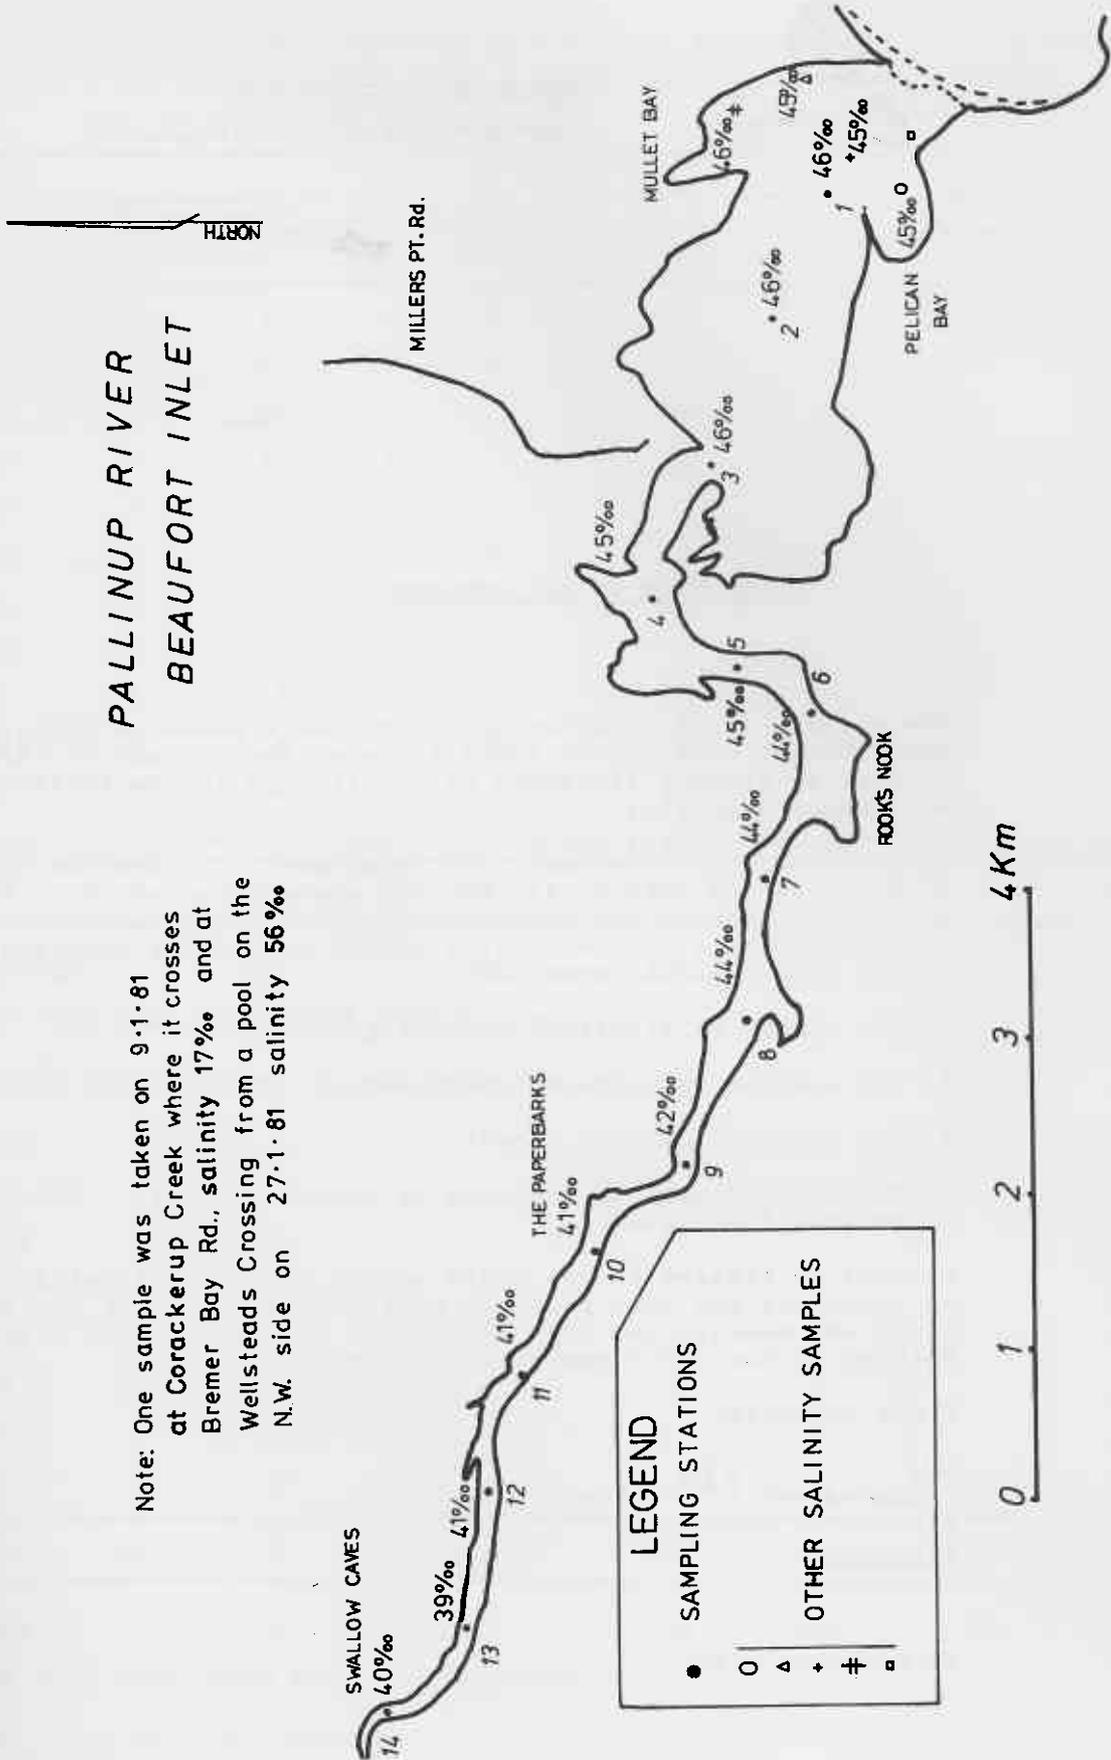 PALLINUP RIVER
BEAUFORT INLET
NORTH
Note: One sample was taken on 9·1·81
at Corackerup Creek where it crosses
Bremer Bay Rd., salinity 17‰ and at
Wellsteads Crossing from a pool on the
N.W. side on 27·1·81 salinity 56‰
SWALLOW CAVES
40‰
14
39‰
13
41‰
12
41‰
11
THE PAPERBARKS
41‰
10
42‰
9
44‰
8
44‰
7
44‰
6
ROOKS NOOK
45‰
5
45‰
4
MILLERS PT. Rd.
46‰
3
46‰
2
MULLET BAY
46‰
45‰
46‰
1
+45‰
45‰
PELICAN
BAY
LEGEND
SAMPLING STATIONS
OTHER SALINITY SAMPLES
0 1 2 3 4 Km